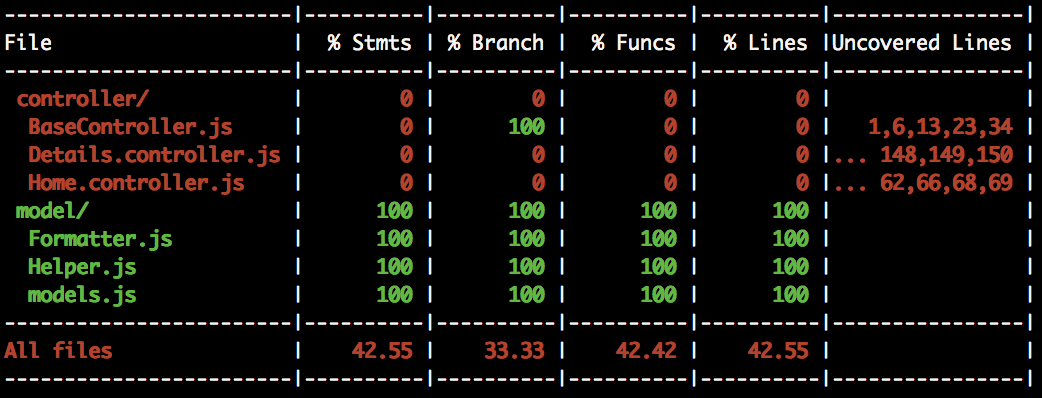 ------------------------|----------|----------|----------|----------|----------------|
File                    |  % Stmts | % Branch |  % Funcs |  % Lines |Uncovered Lines |
------------------------|----------|----------|----------|----------|----------------|
 controller/            |        0 |        0 |        0 |        0 |                |
  BaseController.js     |        0 |      100 |        0 |        0 |   1,6,13,23,34 |
  Details.controller.js |        0 |        0 |        0 |        0 |... 148,149,150 |
  Home.controller.js    |        0 |        0 |        0 |        0 |... 62,66,68,69 |
 model/                 |      100 |      100 |      100 |      100 |                |
  Formatter.js          |      100 |      100 |      100 |      100 |                |
  Helper.js             |      100 |      100 |      100 |      100 |                |
  models.js             |      100 |      100 |      100 |      100 |                |
------------------------|----------|----------|----------|----------|----------------|
All files               |    42.55 |    33.33 |    42.42 |    42.55 |                |
------------------------|----------|----------|----------|----------|----------------|